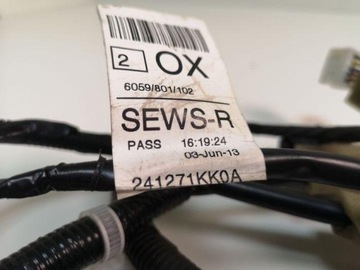 2 OX
6059/801/102
SEWS-R
PASS 16:19:24
03-Jun-13
241271KK0A